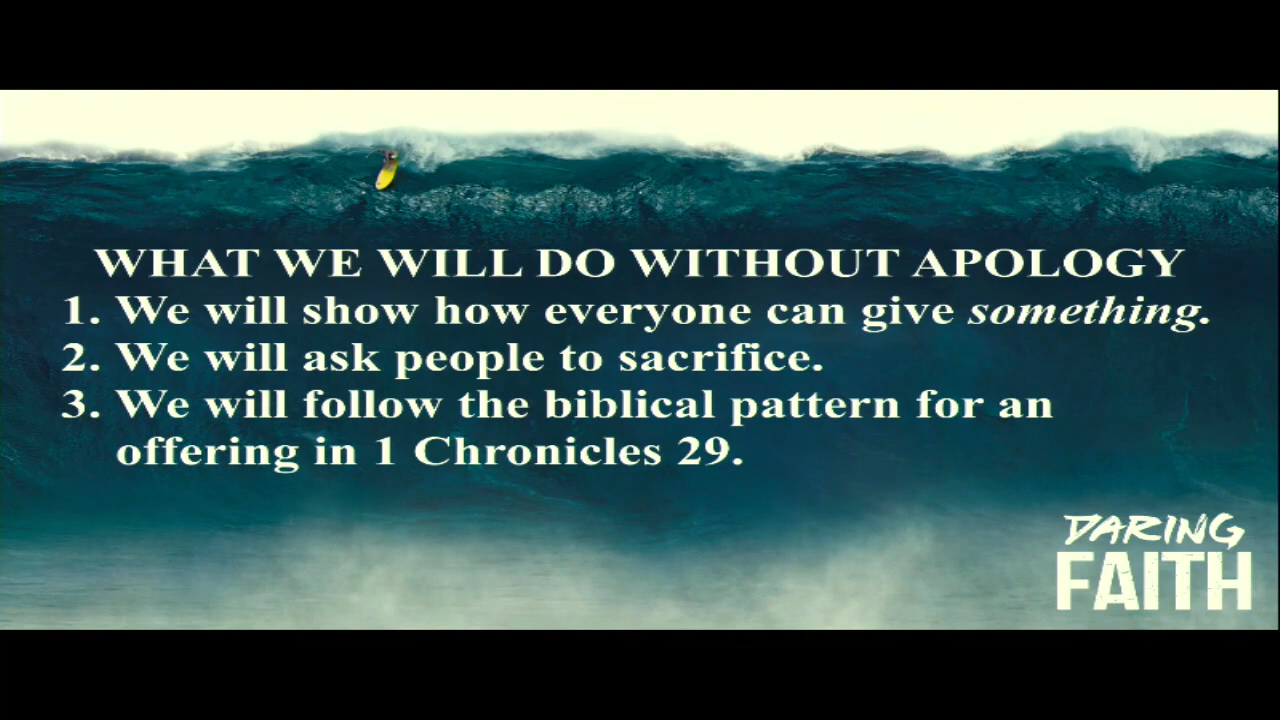 WHAT WE WILL DO WITHOUT APOLOGY
1. We will show how everyone can give something.
2. We will ask people to sacrifice.
3. We will follow the biblical pattern for an
offering in 1 Chronicles 29.
DARING
FAITH